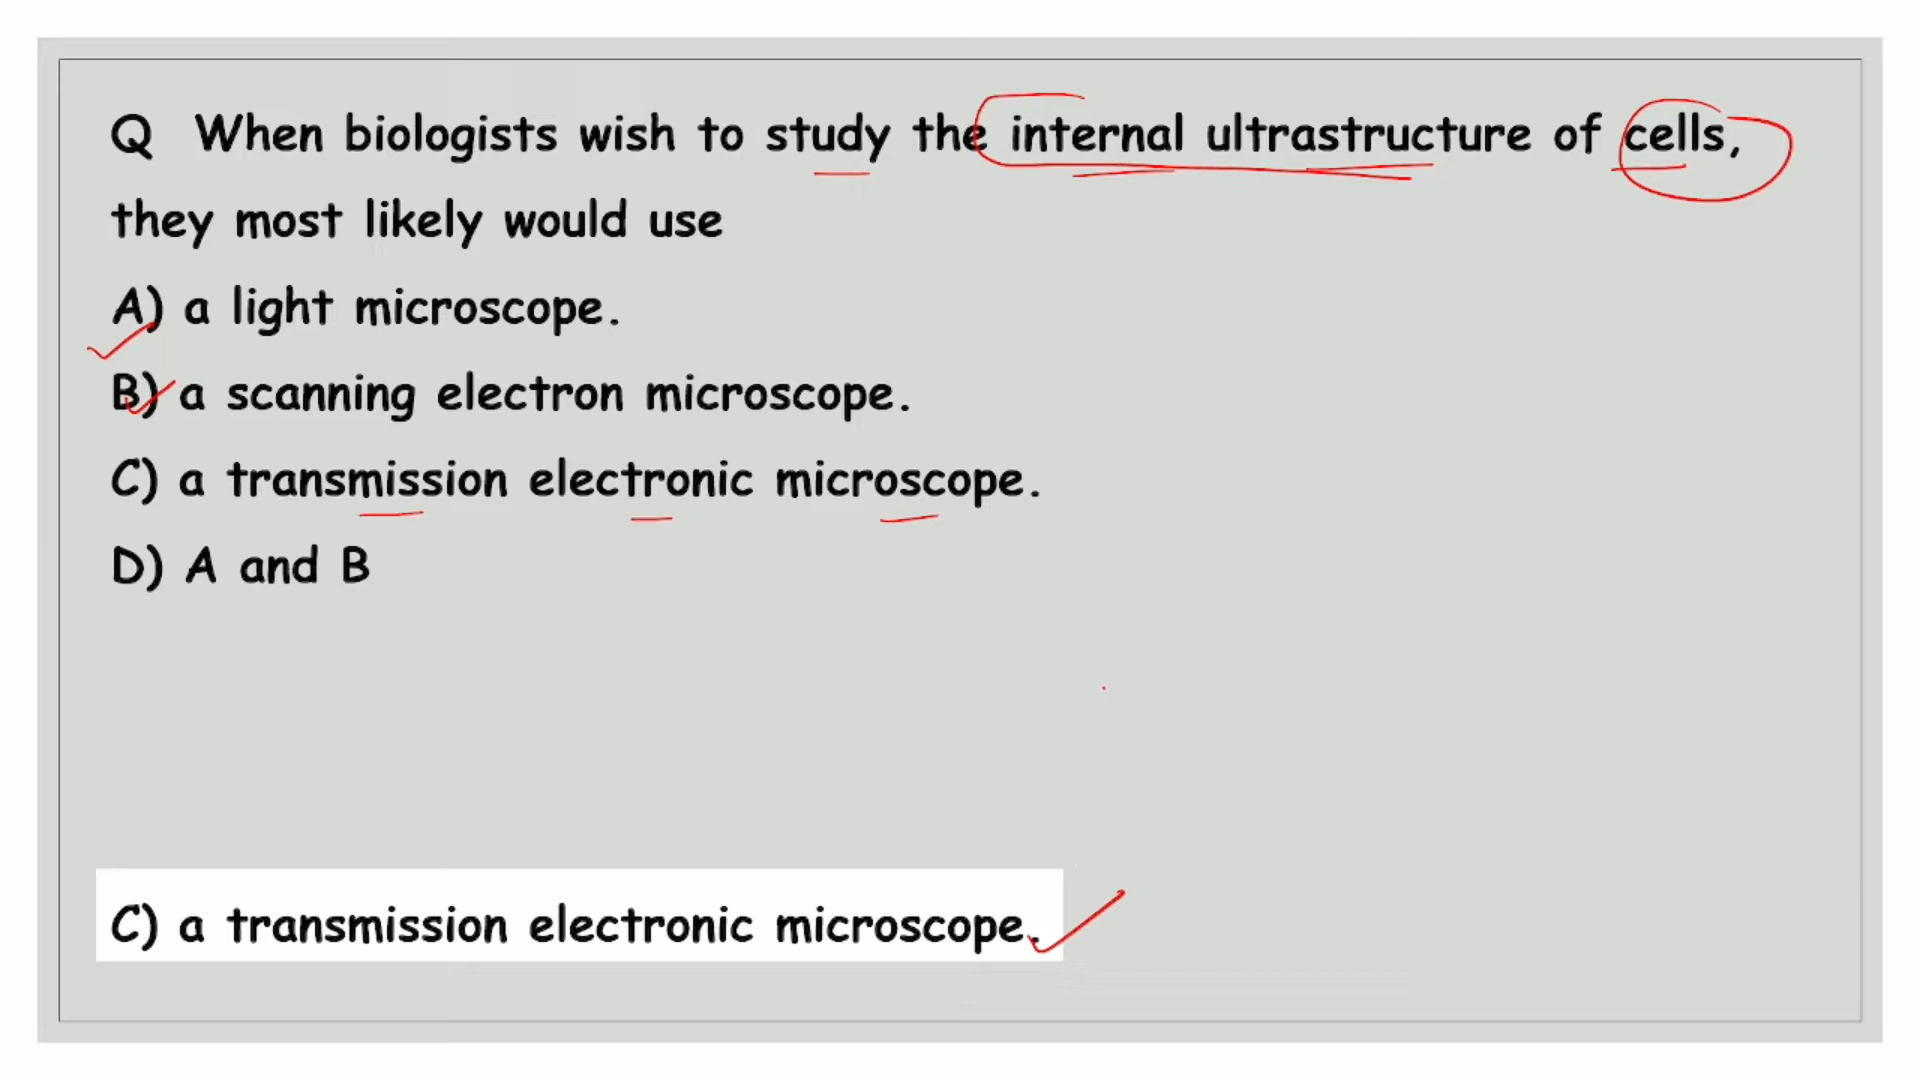 Q When biologists wish to study the internal ultrastructure of cells,
they most likely would use
A) a light microscope.
B) a scanning electron microscope.
C) a transmission electronic microscope.
D) A and B
C) a transmission electronic microscope.